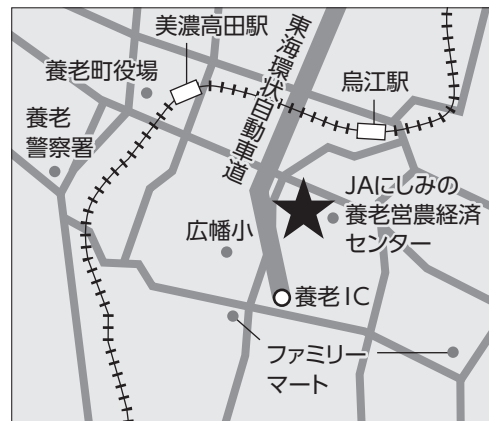 美濃高田駅
東海環状自動車道
養老町役場
烏江駅
養老
警察署
JAにしみの
養老営農経済
センター
広幡小
養老IC
ファミリー
マート